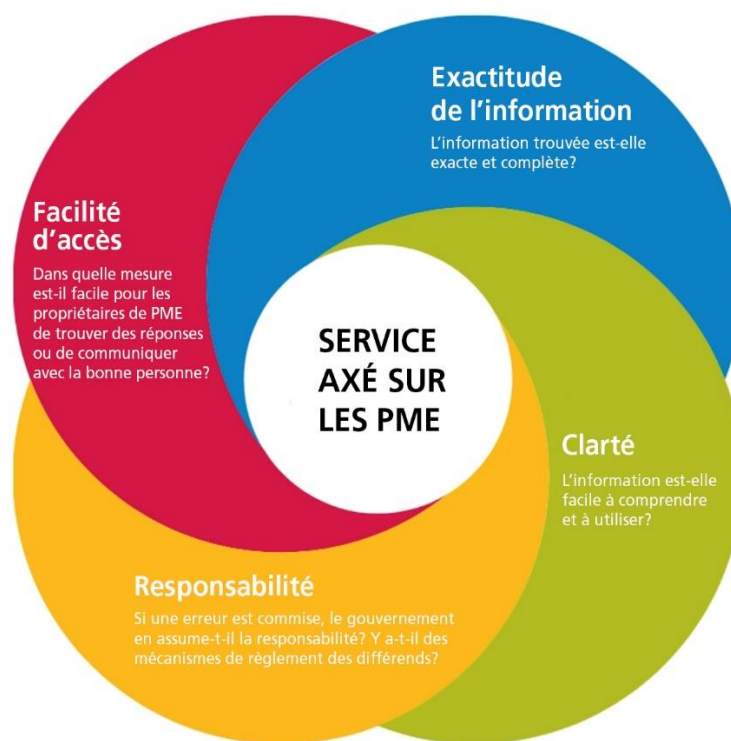 Exactitude
de l'information
L'information trouvée est-elle
exacte et complète?
Facilité
d'accès
Dans quelle mesure
est-il facile pour les
propriétaires de PME
de trouver des réponses
ou de communiquer
avec la bonne personne?
SERVICE
AXÉ SUR
LES PME
Clarté
L'information est-elle
facile à comprendre
et à utiliser?
Responsabilité
Si une erreur est commise, le gouvernement
en assume-t-il la responsabilité? Y a-t-il des
mécanismes de règlement des différends?